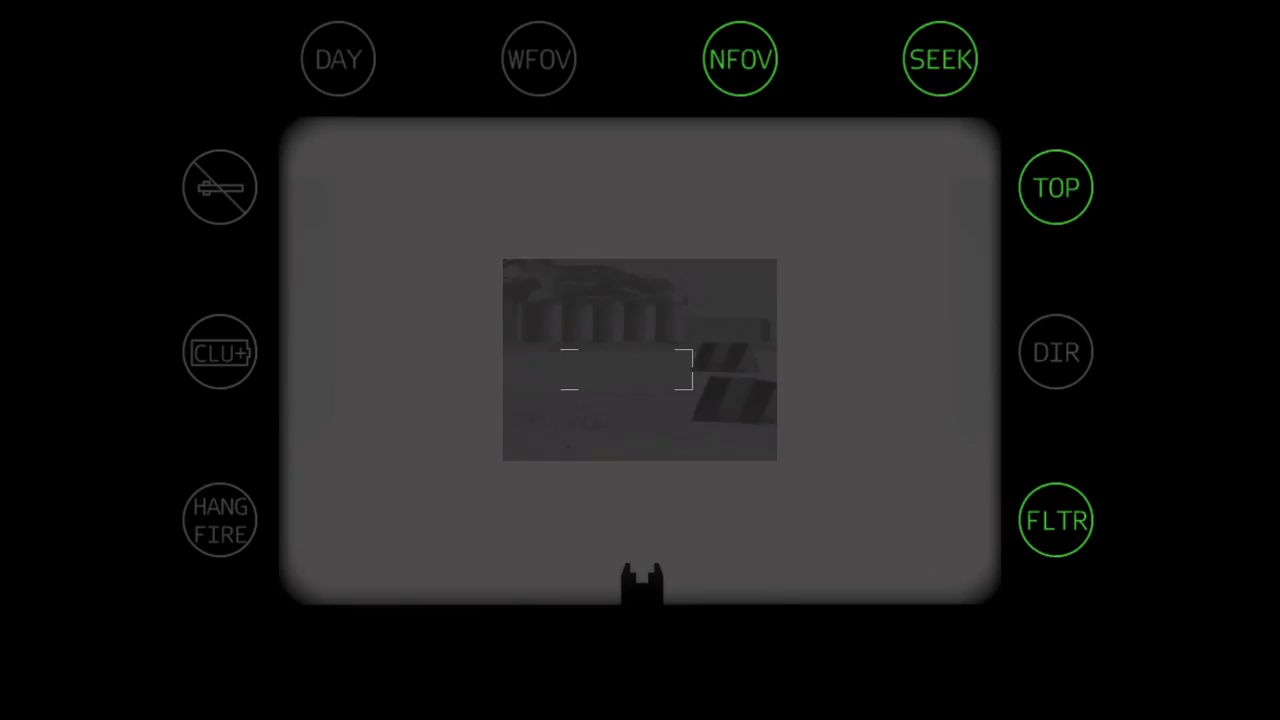 DAY
WFOV
NFOV
SEEK
TOP
CLU+
DIR
HANG
FIRE
FLTR